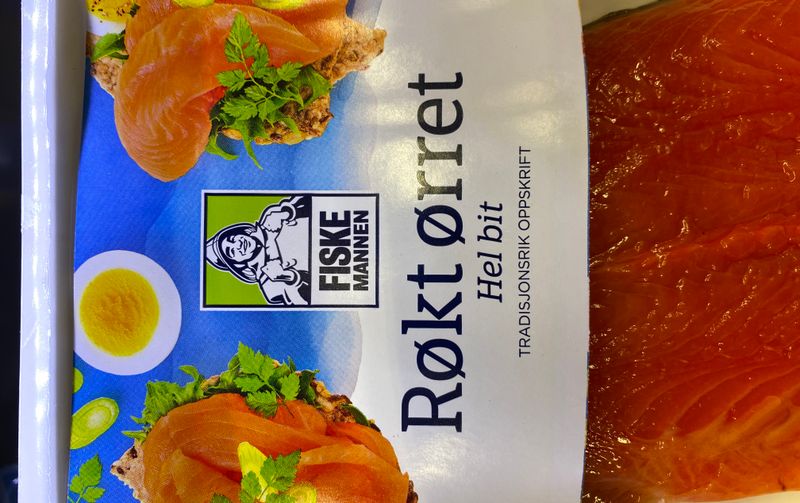 FISKE
MANNEN
Røkt ørret
Hel bit
TRADISJONSRIK OPPSKRIFT